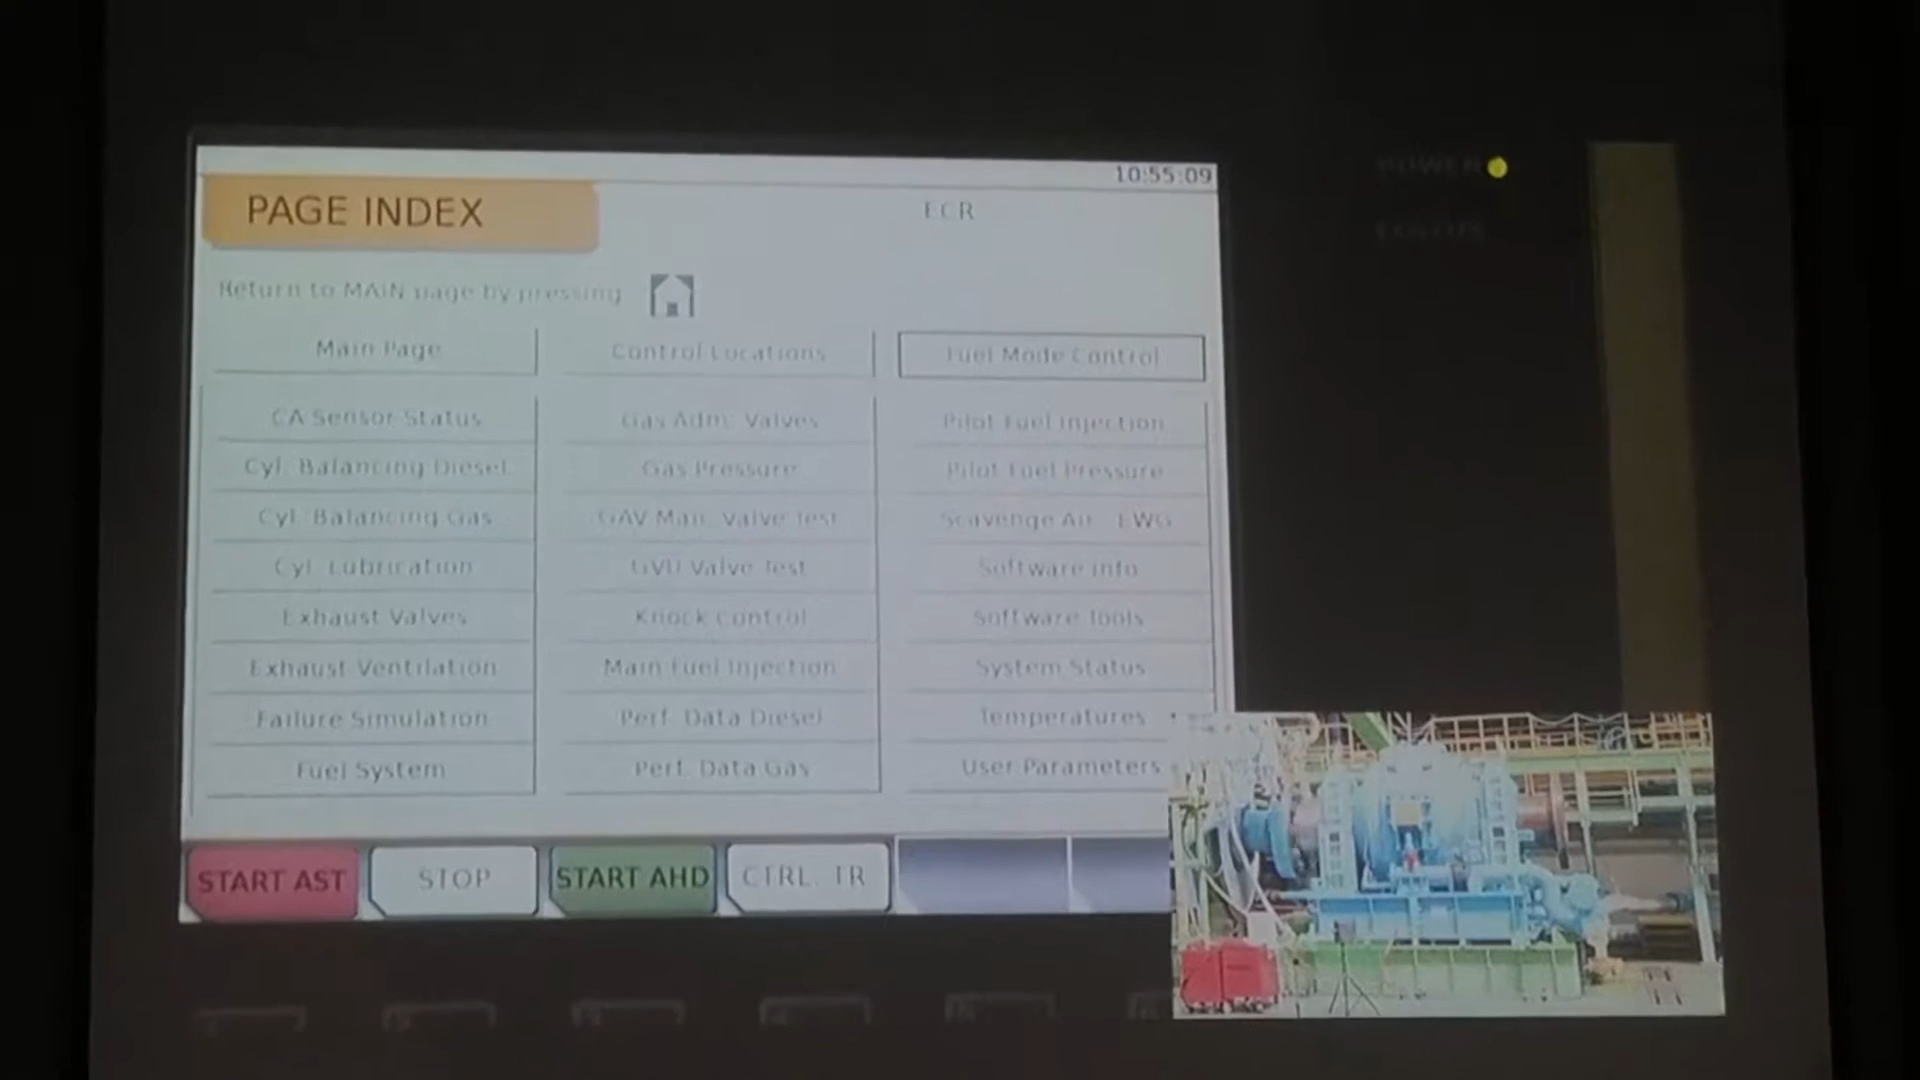 10:55:09
PAGE INDEX
ECR
Return to MAIN page by pressing
Main Page
Control Locations
Fuel Mode Control
CA Sensor Status
Gas Adm. Valves
Pilot Fuel Injection
Cyl. Balancing Diesel
Gas Pressure
Pilot Fuel Pressure
Cyl. Balancing Gas
GAV Man. Valve Test
Scavenge Air EWG
Cyl. Lubrication
GVU Valve Test
Software Info
Exhaust Valves
Knock Control
Software Tools
Exhaust Ventilation
Main Fuel Injection
System Status
Failure Simulation
Perf. Data Diesel
Temperatures
Fuel System
Perf. Data Gas
User Parameters
START AST
STOP
START AHD
CTRL. TR
POWER